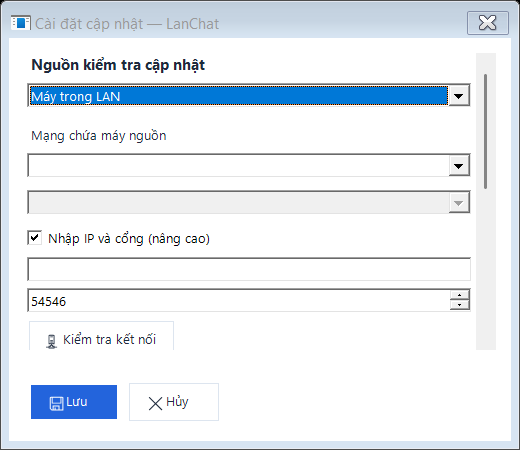 Cài đặt cập nhật — LanChat
Nguồn kiểm tra cập nhật
Máy trong LAN
Mạng chứa máy nguồn
Nhập IP và cổng (nâng cao)
54546
Kiểm tra kết nối
Lưu
Hủy